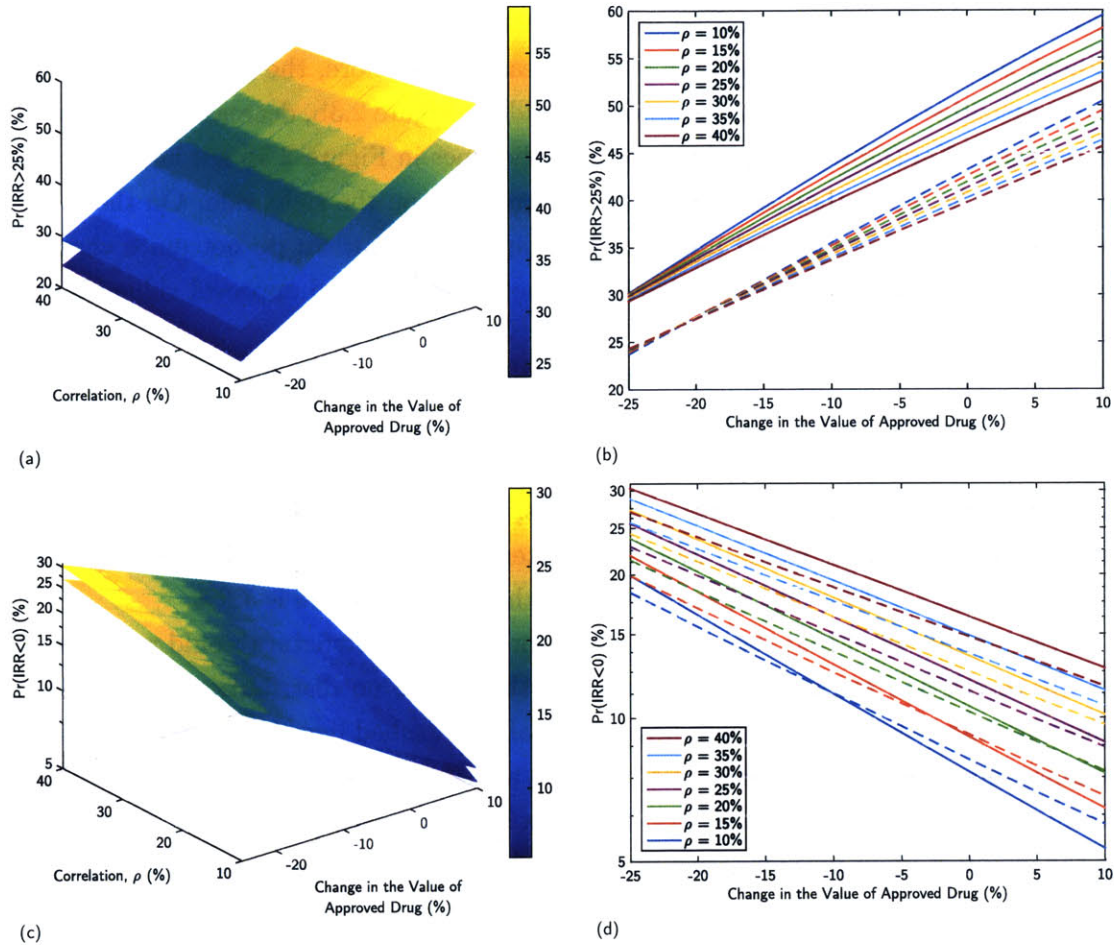 60
50
40
30
20
Pr(IRR>25%) (%)
40
30
20
10
Correlation, ρ (%)
-20
-10
0
10
Change in the Value of
Approved Drug (%)
55
50
45
40
35
30
25
(a)
60
55
50
45
40
35
30
25
20
Pr(IRR>25%) (%)
ρ = 10%
ρ = 15%
ρ = 20%
ρ = 25%
ρ = 30%
ρ = 35%
ρ = 40%
-25 -20 -15 -10 -5 0 5 10
Change in the Value of Approved Drug (%)
(b)
30
25
20
15
10
5
Pr(IRR<0) (%)
40
30
20
10
Correlation, ρ (%)
-20
-10
0
10
Change in the Value of
Approved Drug (%)
30
25
20
15
10
(c)
30
25
20
15
10
5
Pr(IRR<0) (%)
ρ = 40%
ρ = 35%
ρ = 30%
ρ = 25%
ρ = 20%
ρ = 15%
ρ = 10%
-25 -20 -15 -10 -5 0 5 10
Change in the Value of Approved Drug (%)
(d)